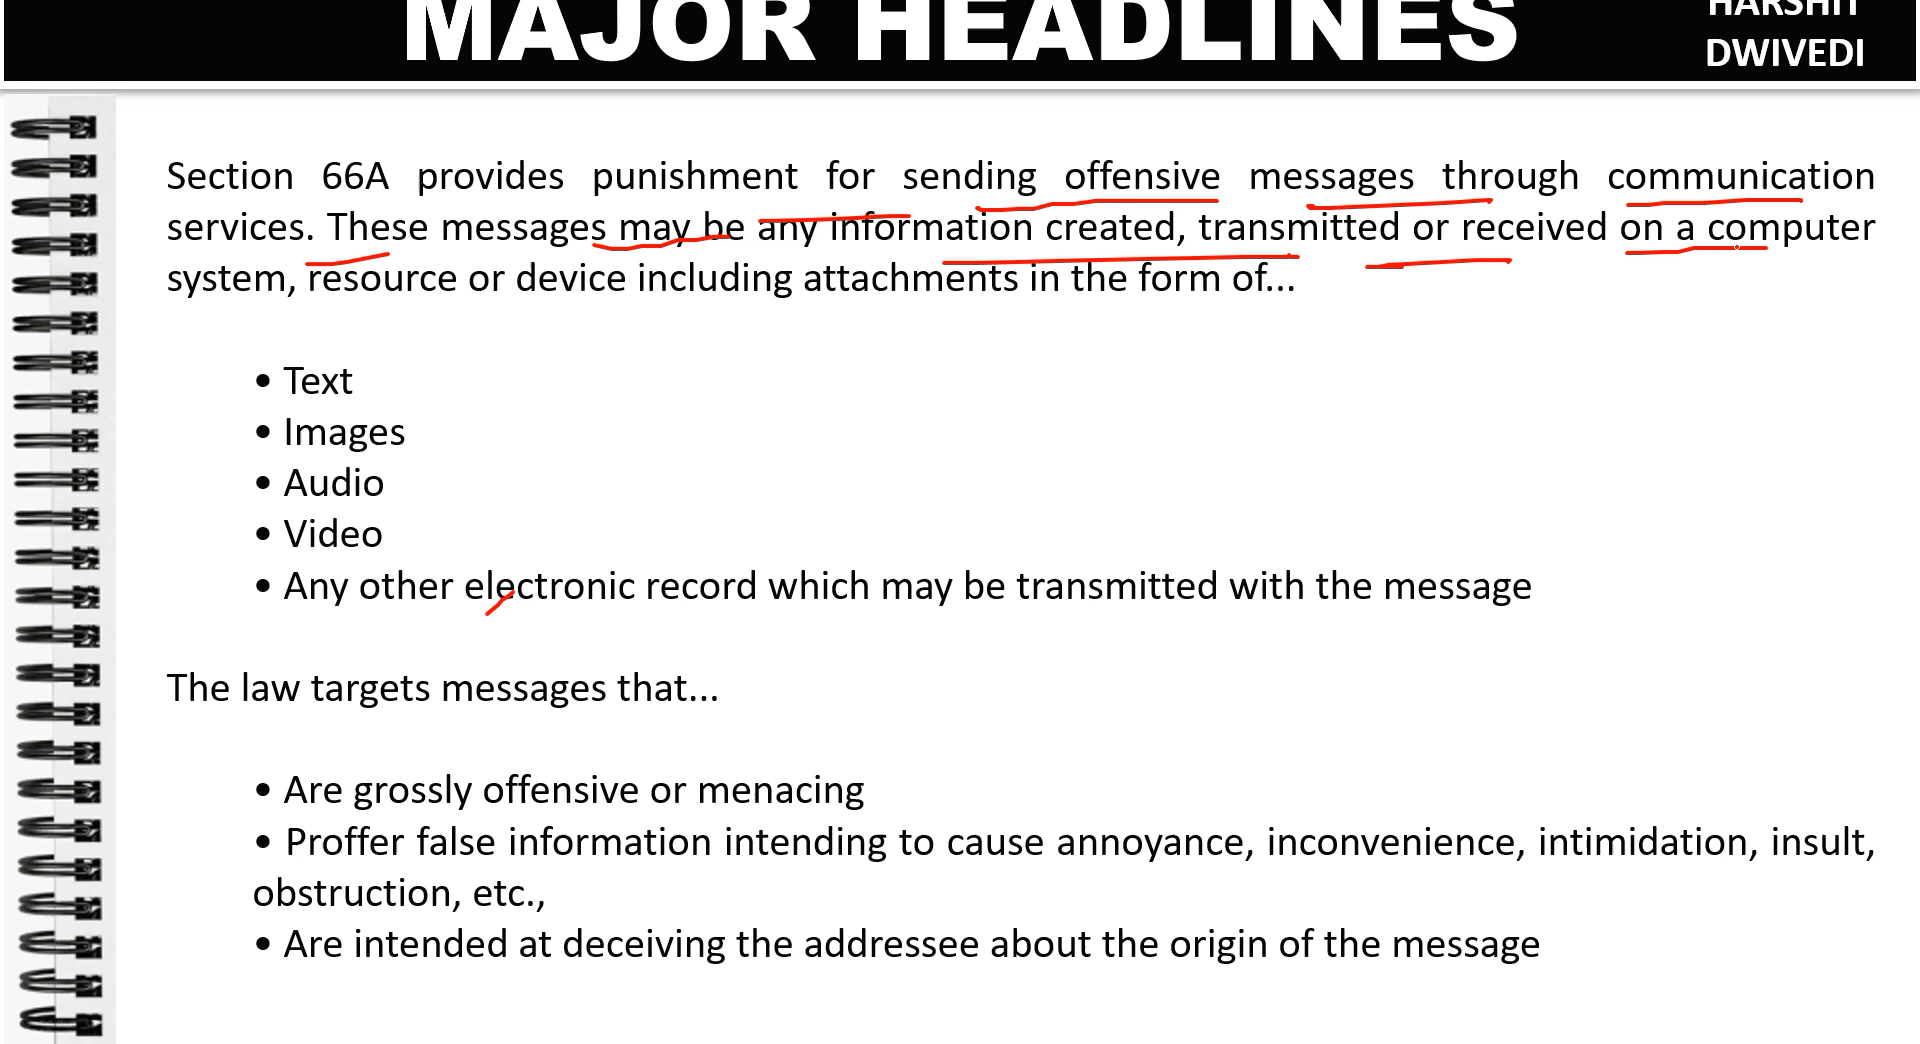 MAJOR HEADLINES
HARSHIT
DWIVEDI
Section 66A provides punishment for sending offensive messages through communication
services. These messages may be any information created, transmitted or received on a computer
system, resource or device including attachments in the form of...
• Text
• Images
• Audio
• Video
• Any other electronic record which may be transmitted with the message
The law targets messages that...
• Are grossly offensive or menacing
• Proffer false information intending to cause annoyance, inconvenience, intimidation, insult,
obstruction, etc.,
• Are intended at deceiving the addressee about the origin of the message